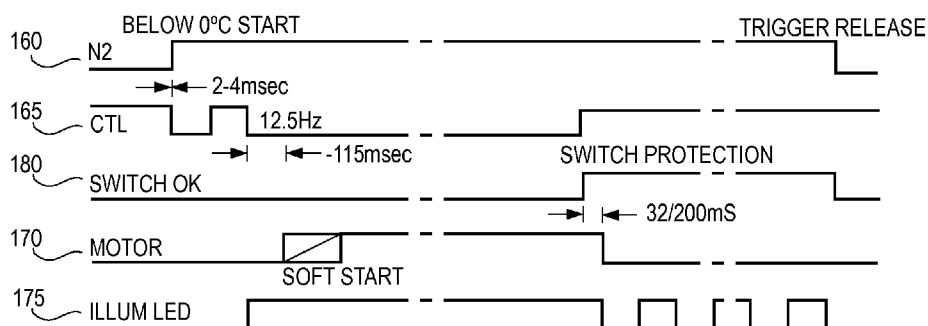 BELOW 0ºC START
TRIGGER RELEASE
160
N2
2-4msec
165
CTL
12.5Hz
-115msec
SWITCH PROTECTION
180
SWITCH OK
32/200mS
170
MOTOR
SOFT START
175
ILLUM LED